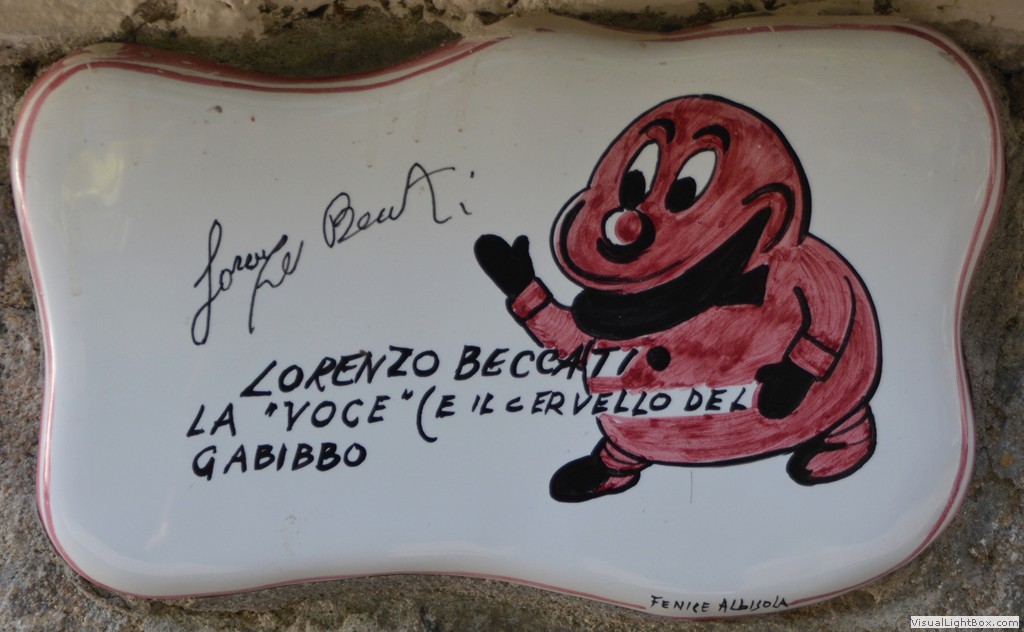 Lorenzo Beccati
LORENZO BECCATI
LA "VOCE" (E IL CERVELLO DEL
GABIBBO
FENICE ALBISOLA
VisualLightBox.com